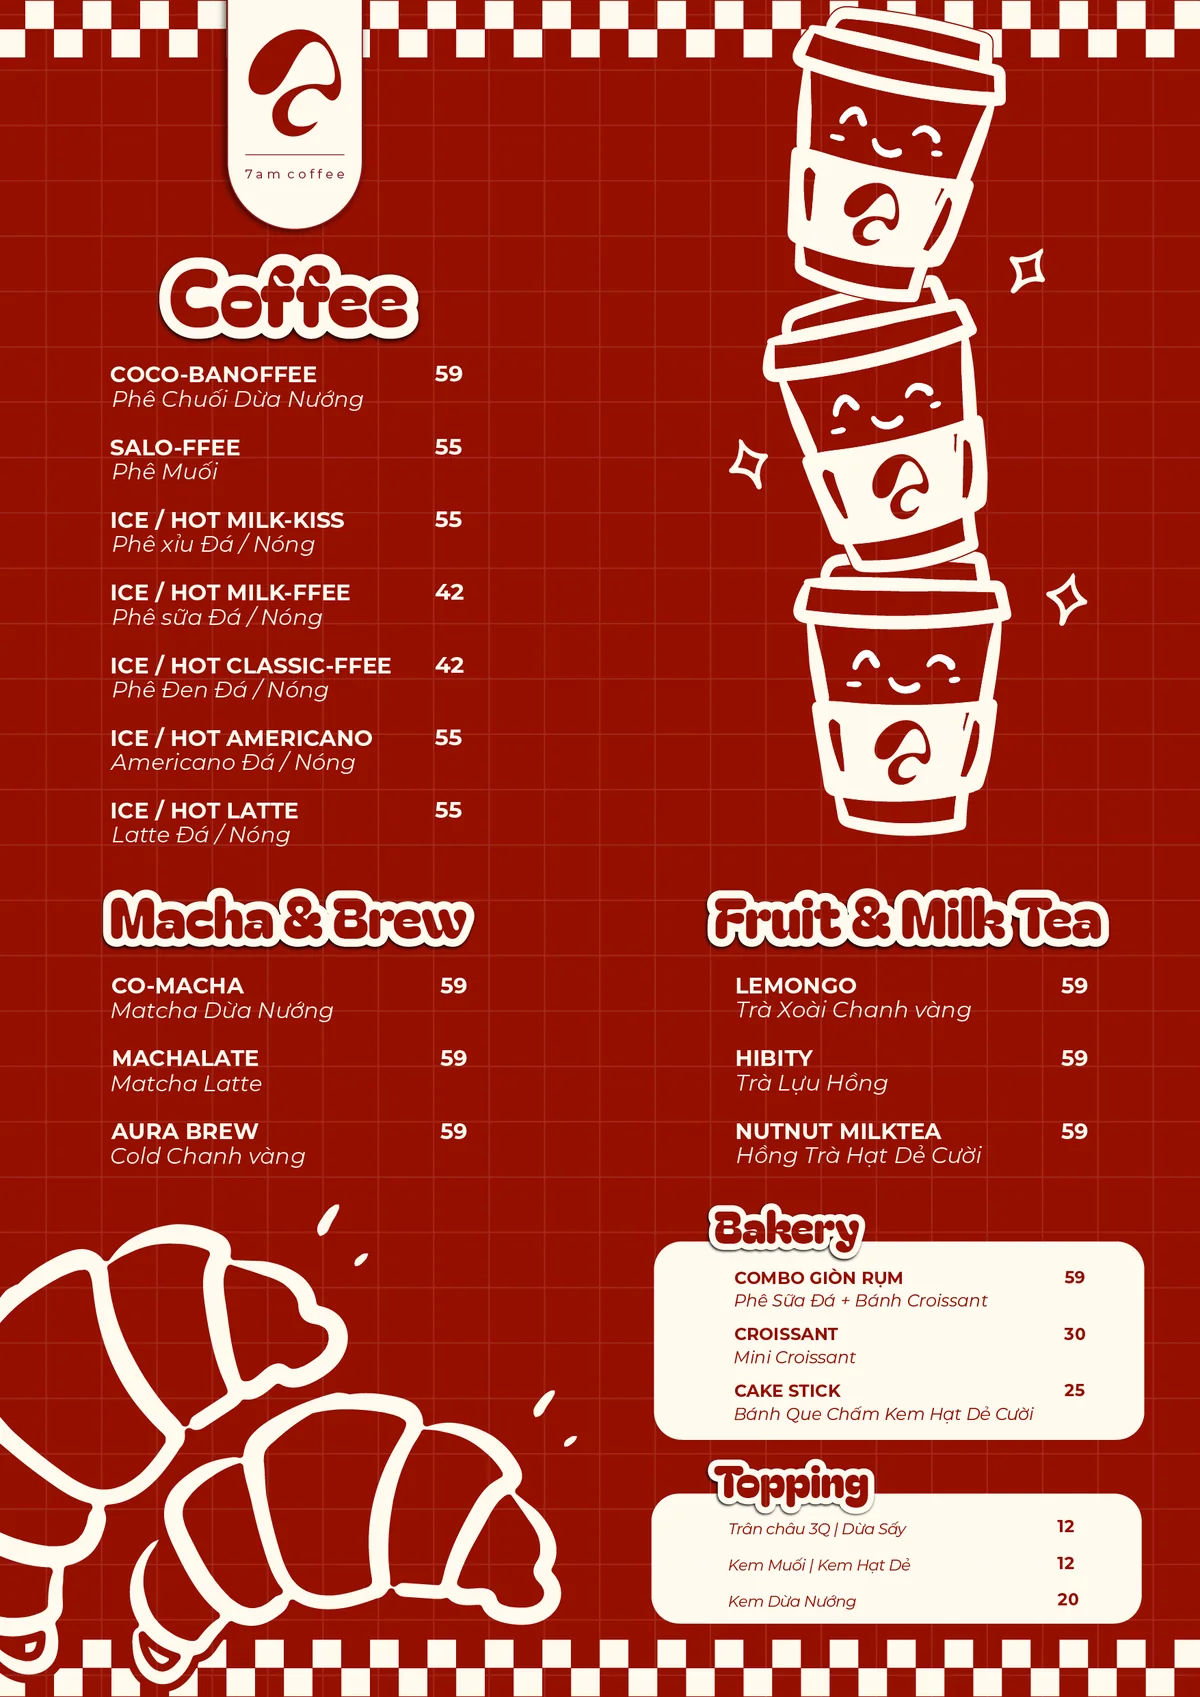 7am coffee
Coffee
COCO-BANOFFEE 59
Phê Chuối Dừa Nướng
SALO-FFEE 55
Phê Muối
ICE / HOT MILK-KISS 55
Phê xỉu Đá / Nóng
ICE / HOT MILK-FFEE 42
Phê sữa Đá / Nóng
ICE / HOT CLASSIC-FFEE 42
Phê Đen Đá / Nóng
ICE / HOT AMERICANO 55
Americano Đá / Nóng
ICE / HOT LATTE 55
Latte Đá / Nóng
Macha & Brew
CO-MACHA 59
Matcha Dừa Nướng
MACHALATE 59
Matcha Latte
AURA BREW 59
Cold Chanh vàng
Fruit & Milk Tea
LEMONGO 59
Trà Xoài Chanh vàng
HIBITY 59
Trà Lựu Hồng
NUTNUT MILKTEA 59
Hồng Trà Hạt Dẻ Cười
Bakery
COMBO GIÒN RỤM 59
Phê Sữa Đá + Bánh Croissant
CROISSANT 30
Mini Croissant
CAKE STICK 25
Bánh Que Chấm Kem Hạt Dẻ Cười
Topping
Trân châu 3Q | Dừa Sấy 12
Kem Muối | Kem Hạt Dẻ 12
Kem Dừa Nướng 20